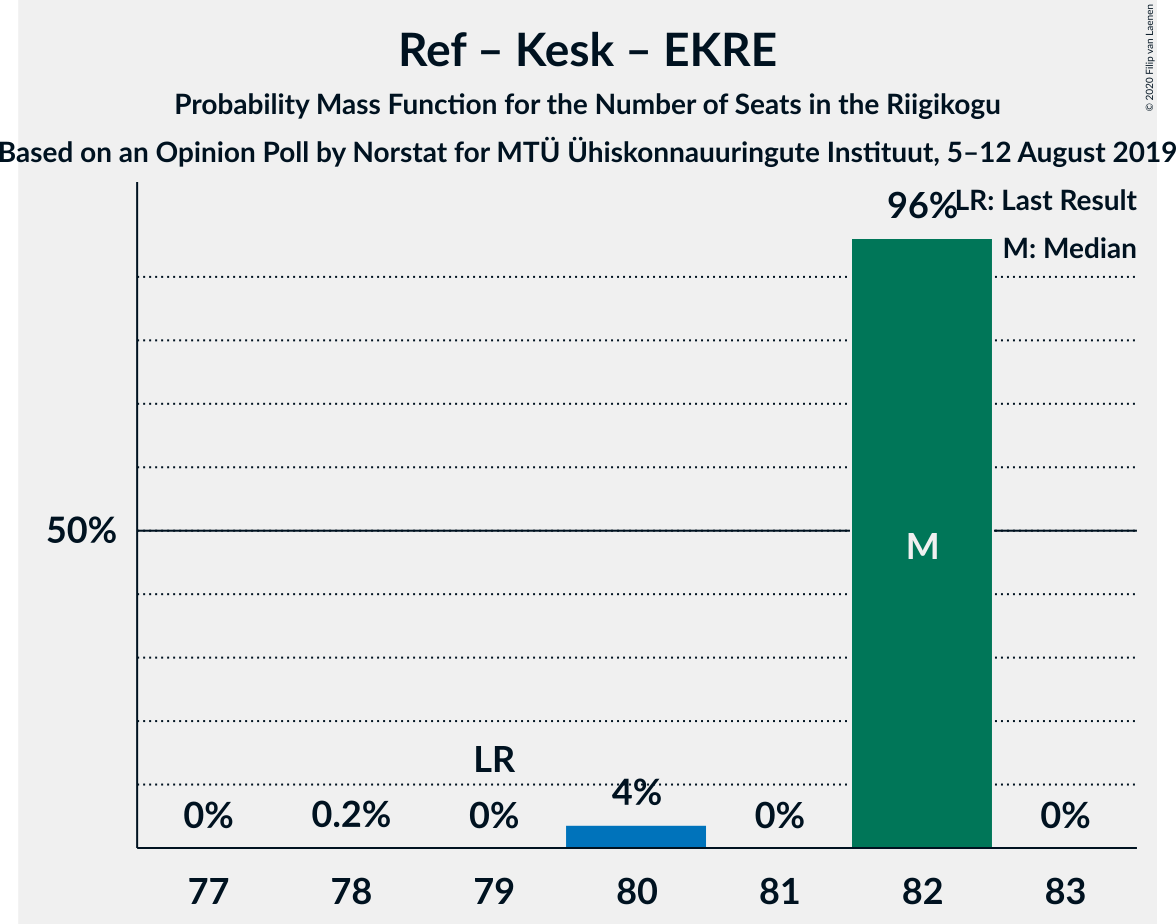 Ref – Kesk – EKRE
Probability Mass Function for the Number of Seats in the Riigikogu
Based on an Opinion Poll by Norstat for MTÜ Ühiskonnauuringute Instituut, 5–12 August 2019
© 2020 Filip van Laenen
LR: Last Result
M: Median
96%
50%
M
LR
0%
0.2%
0%
4%
0%
0%
77 78 79 80 81 82 83